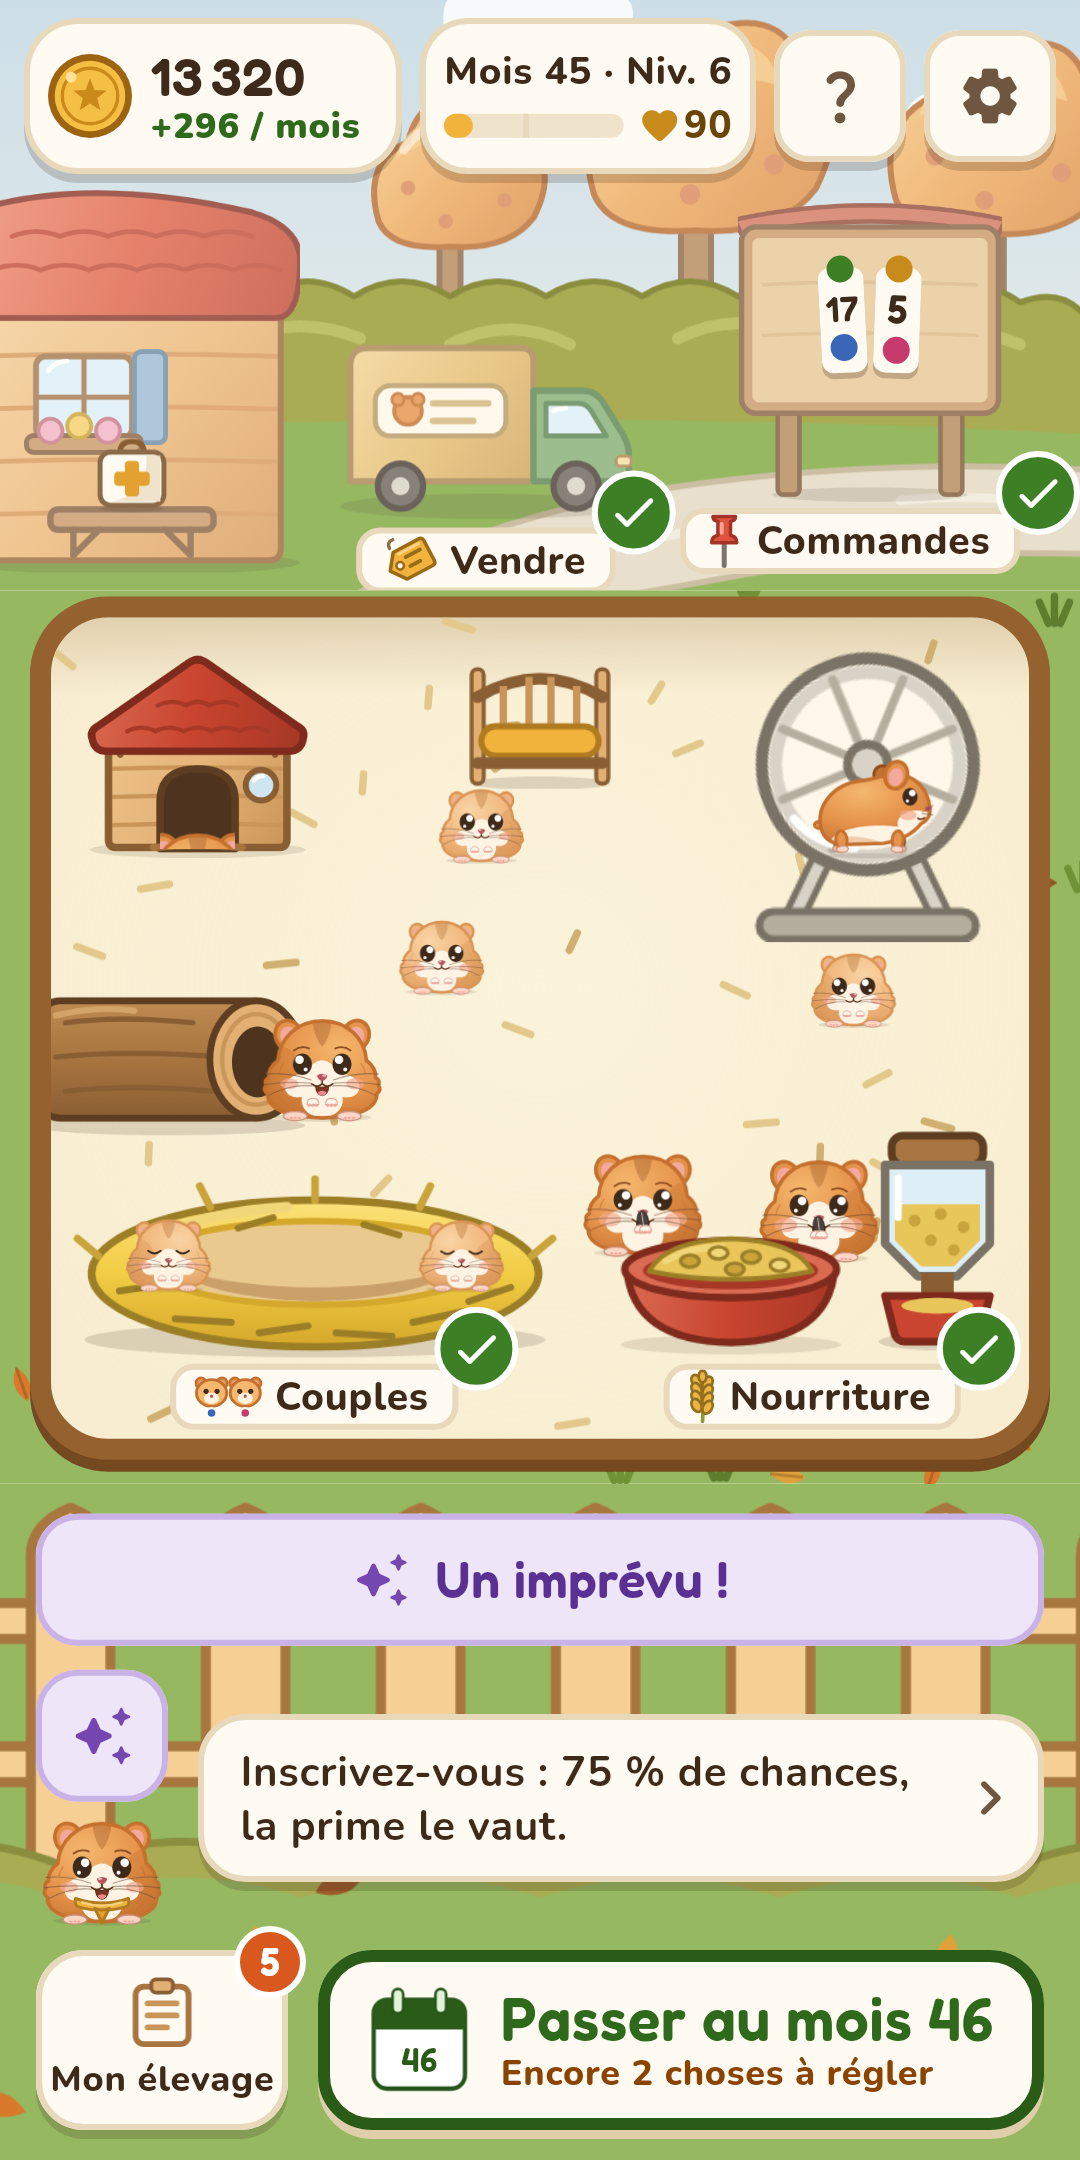 13 320
+296 / mois
Mois 45 · Niv. 6
90
?
17
5
Vendre
Commandes
Couples
Nourriture
Un imprévu !
Inscrivez-vous : 75 % de chances,
la prime le vaut.
5
Mon élevage
46
Passer au mois 46
Encore 2 choses à régler